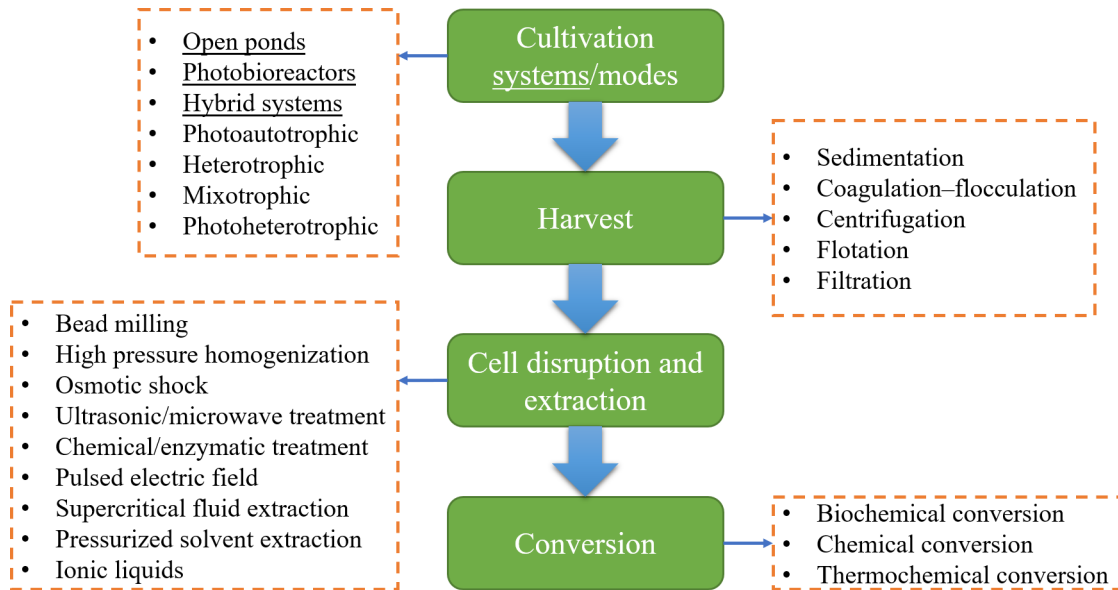 Cultivation
systems/modes
• Open ponds
• Photobioreactors
• Hybrid systems
• Photoautotrophic
• Heterotrophic
• Mixotrophic
• Photoheterotrophic
Harvest
• Sedimentation
• Coagulation–flocculation
• Centrifugation
• Flotation
• Filtration
Cell disruption and
extraction
• Bead milling
• High pressure homogenization
• Osmotic shock
• Ultrasonic/microwave treatment
• Chemical/enzymatic treatment
• Pulsed electric field
• Supercritical fluid extraction
• Pressurized solvent extraction
• Ionic liquids
Conversion
• Biochemical conversion
• Chemical conversion
• Thermochemical conversion